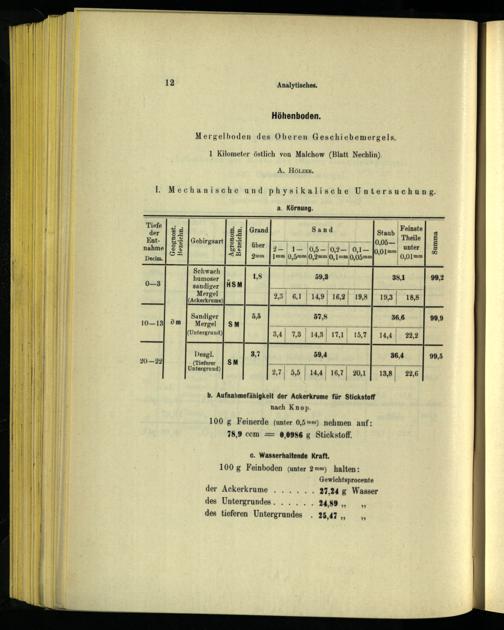 12
Analytisches.
Höhenboden.
Mergelboden des Oberen Geschiebemergels.
1 Kilometer östlich von Malchow (Blatt Nechlin)
A. HÖLZER.
I. Mechanische und physikalische Untersuchung.
a. Körnung.
Tiefe der Ent-nahme Decim. | Geognost. Bezeichn. | Gebirgsart | Agronom. Bezeichn. | Grand über 2mm | Sand | Staub 0,05—0,01mm | Feinste Theile unter 0,01mm | Summa
2—1mm | 1—0,5mm | 0,5—0,2mm | 0,2—0,1mm | 0,1—0,05mm
0—3 | Schwach humoser sandiger Mergel (Ackerkrume) | H̆SM | 1,8 | 59,3 | 38,1 | 99,2
2,3 | 6,1 | 14,9 | 16,2 | 19,8 | 19,3 | 18,8
10—13 | ∂m | Sandiger Mergel (Untergrund) | SM | 5,5 | 57,8 | 36,6 | 99,9
3,4 | 7,3 | 14,3 | 17,1 | 15,7 | 14,4 | 22,2
20—22 | Desgl. (Tieferer Untergrund) | SM | 3,7 | 59,4 | 36,4 | 99,5
2,7 | 5,5 | 14,4 | 16,7 | 20,1 | 13,8 | 22,6
b. Aufnahmefähigkeit der Ackerkrume für Stickstoff
nach Knop.
100 g Feinerde (unter 0,5mm) nehmen auf:
78,9 ccm = 0,0986 g Stickstoff.
c. Wasserhaltende Kraft.
100 g Feinboden (unter 2mm) halten:
Gewichtsprocente
der Ackerkrume . . . . . . 27,24 g Wasser
des Untergrundes . . . . . . 24,89 „ „
des tieferen Untergrundes . 25,47 „ „